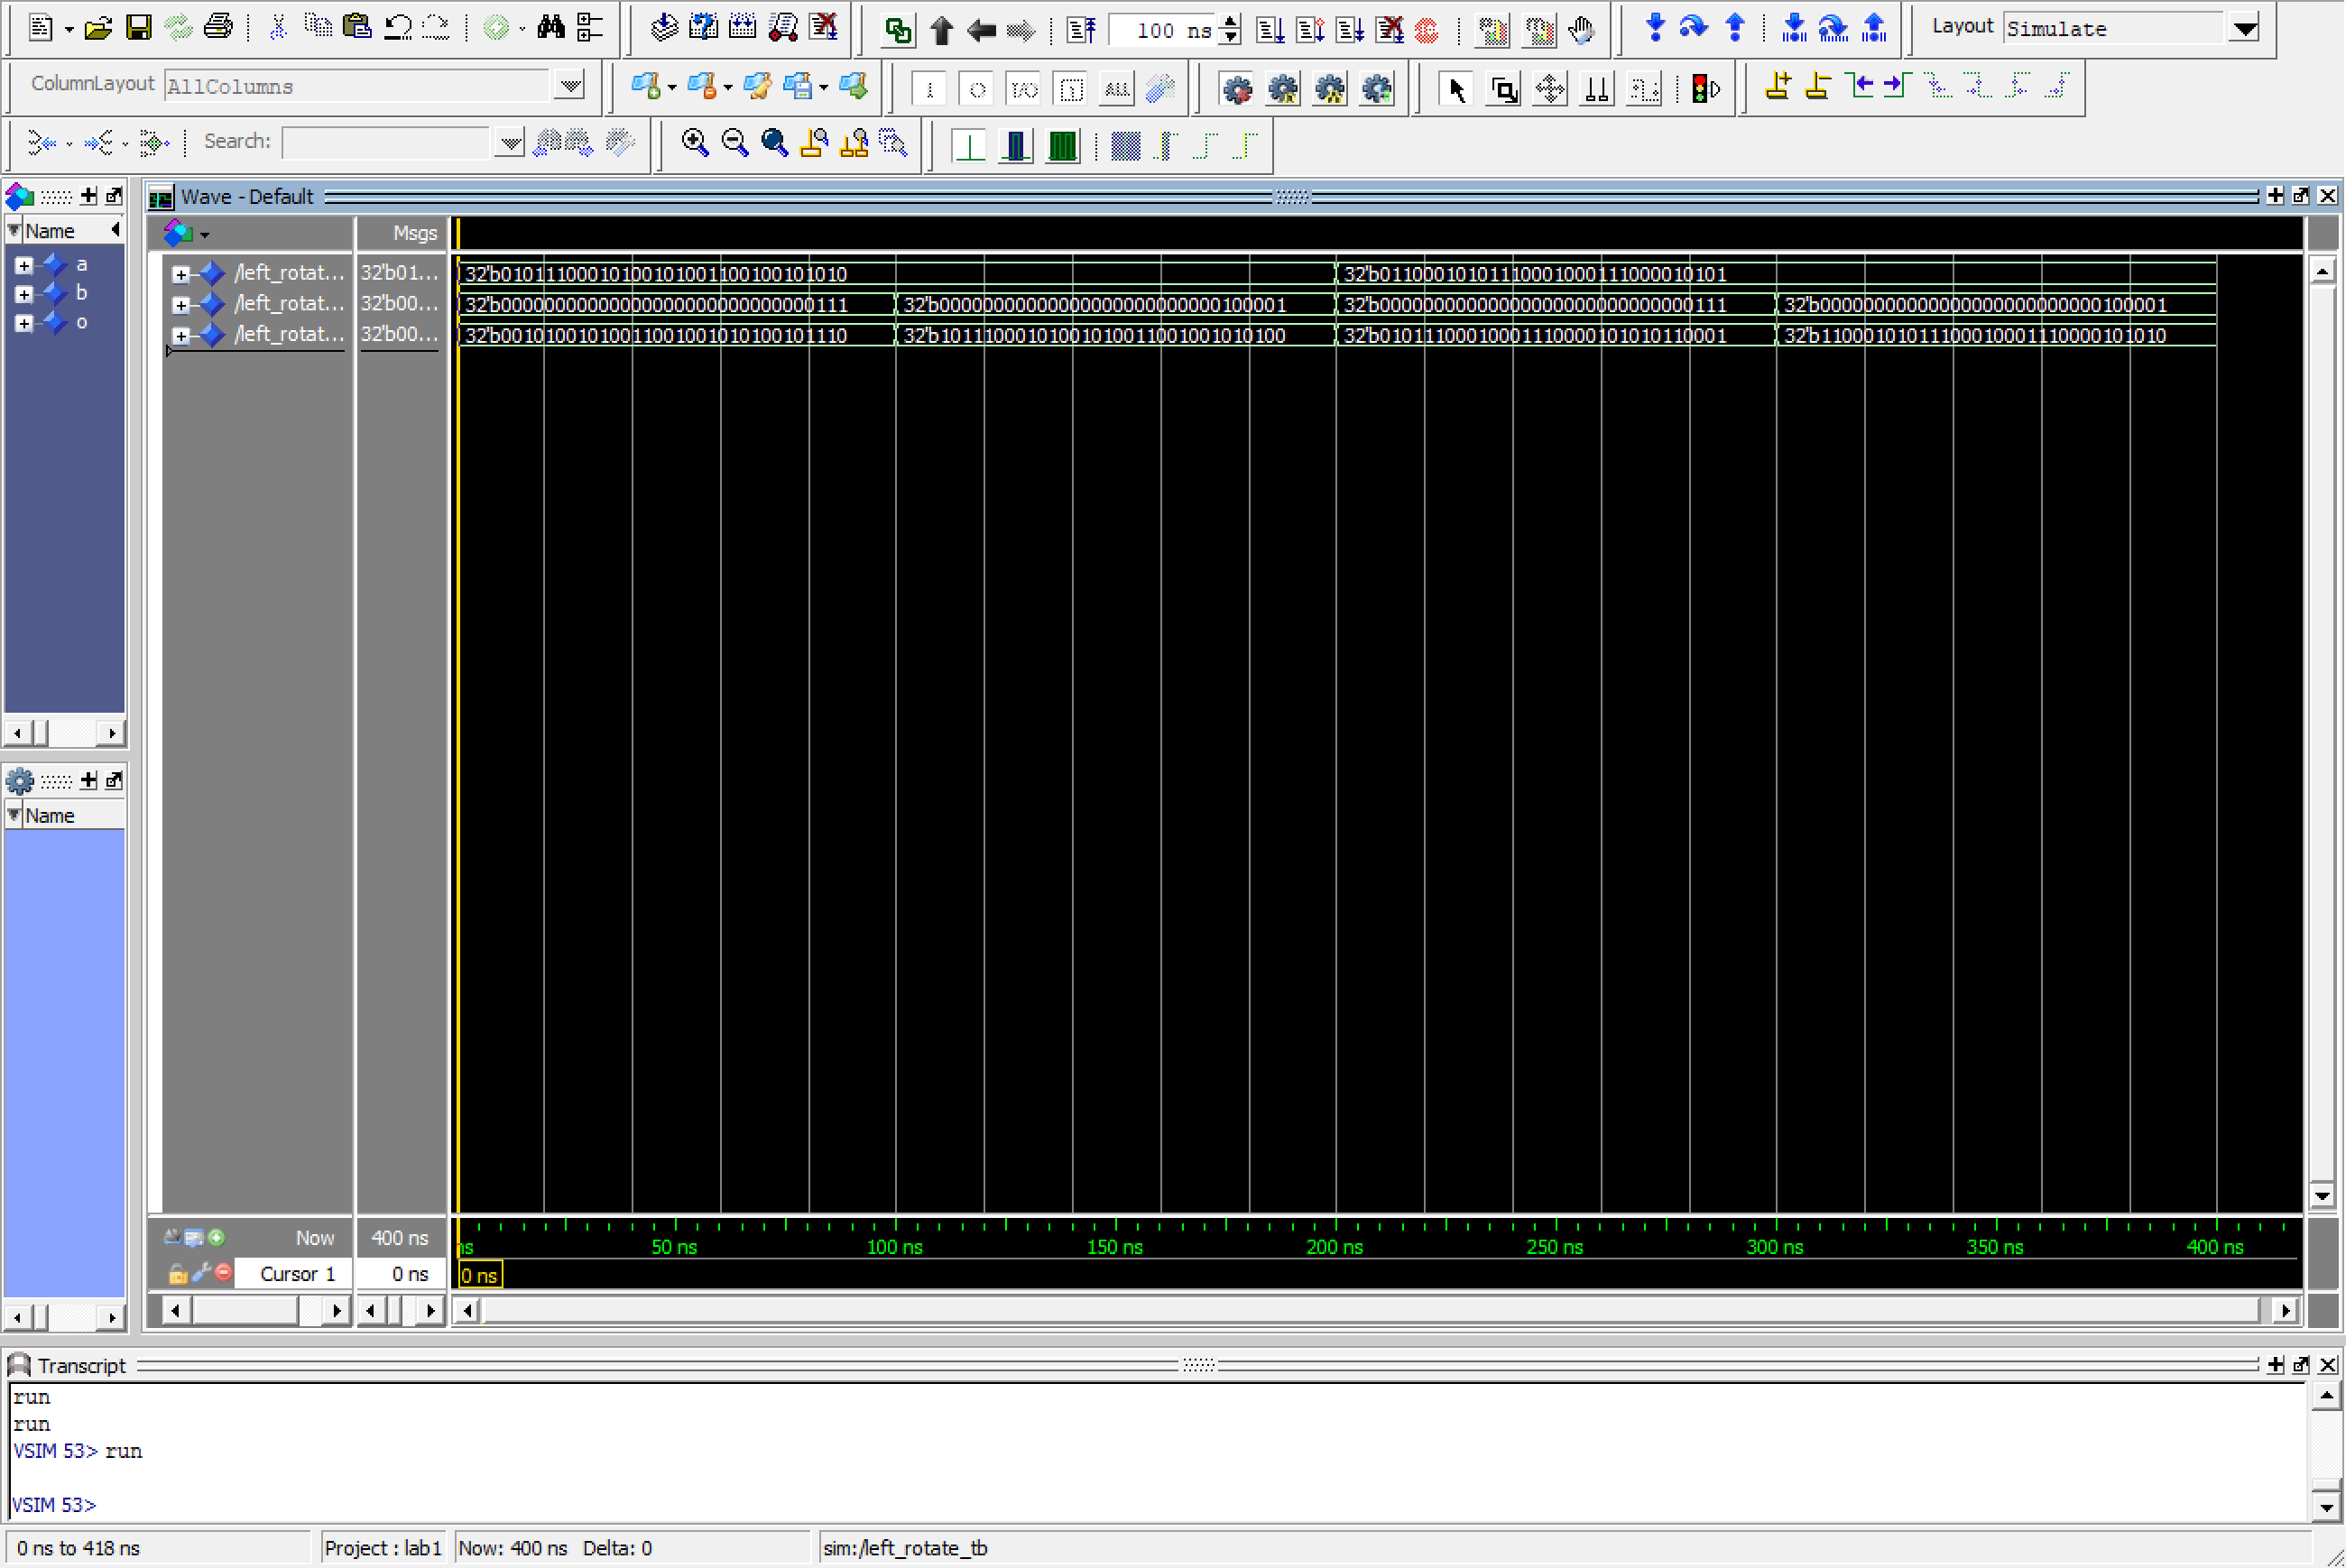 100 ns
Layout Simulate
ColumnLayout AllColumns
ALL
Search:
Wave - Default
Name
Msgs
a
b
o
/left_rotat... 32'b01... 32'b01011100010100101001100100101010 32'b01100010101110001000111000010101
/left_rotat... 32'b00... 32'b00000000000000000000000000000111 32'b00000000000000000000000000100001 32'b00000000000000000000000000000111 32'b00000000000000000000000000100001
/left_rotat... 32'b00... 32'b00101001010011001001010100101110 32'b10111000101001010011001001010100 32'b01011100010001110000101010110001 32'b11000101011100010001110000101010
Name
Now 400 ns
ns 50 ns 100 ns 150 ns 200 ns 250 ns 300 ns 350 ns 400 ns
Cursor 1 0 ns
0 ns
Transcript
run
run
VSIM 53> run
VSIM 53>
0 ns to 418 ns Project : lab1 Now: 400 ns Delta: 0 sim:/left_rotate_tb